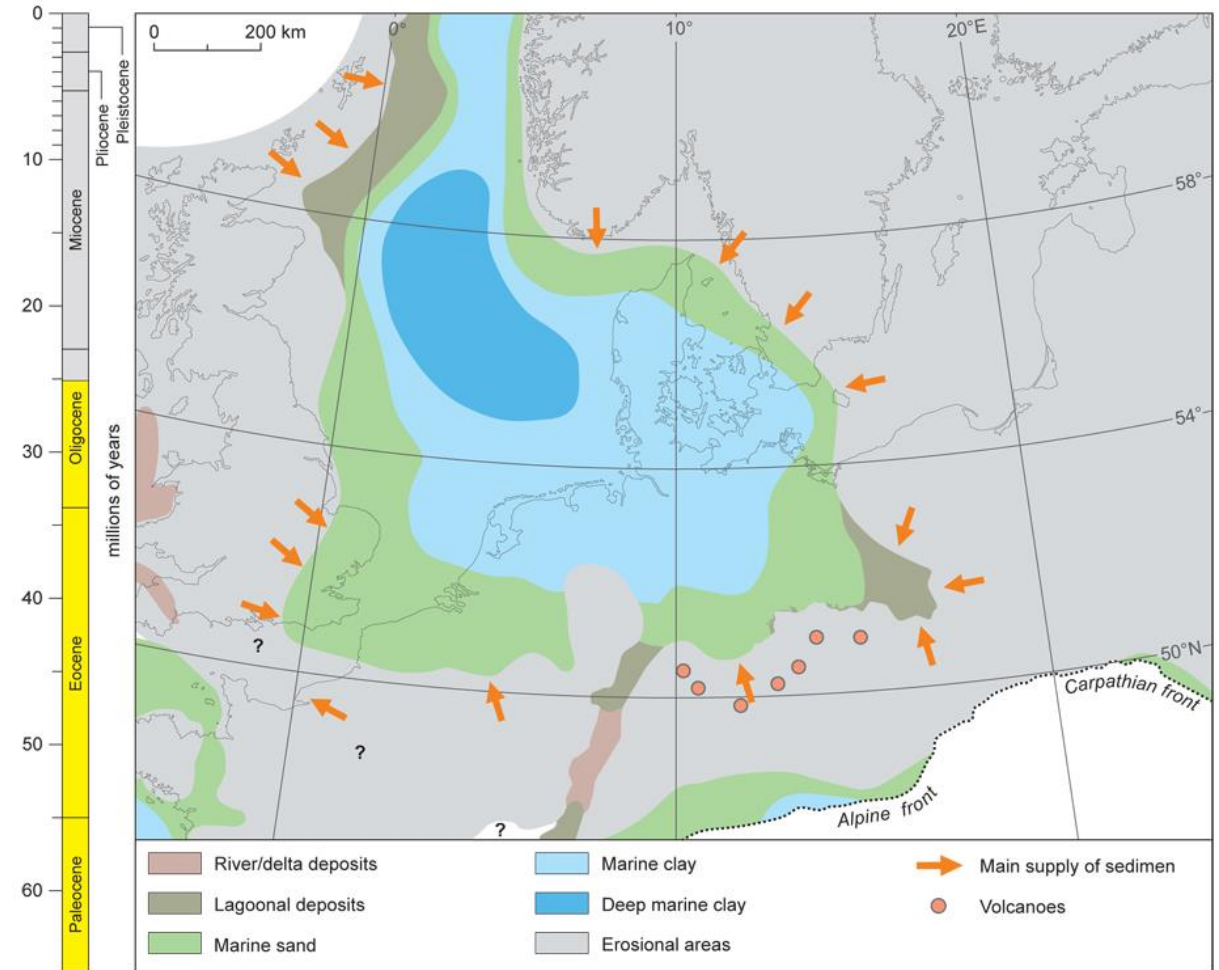 0
10
20
30
40
50
60
Pleistocene
Pliocene
Miocene
Oligocene
Eocene
Paleocene
millions of years
0 200 km
0°
10°
20°E
58°
54°
50°N
?
?
?
Carpathian front
Alpine front
River/delta deposits
Lagoonal deposits
Marine sand
Marine clay
Deep marine clay
Erosional areas
Main supply of sedimen
Volcanoes